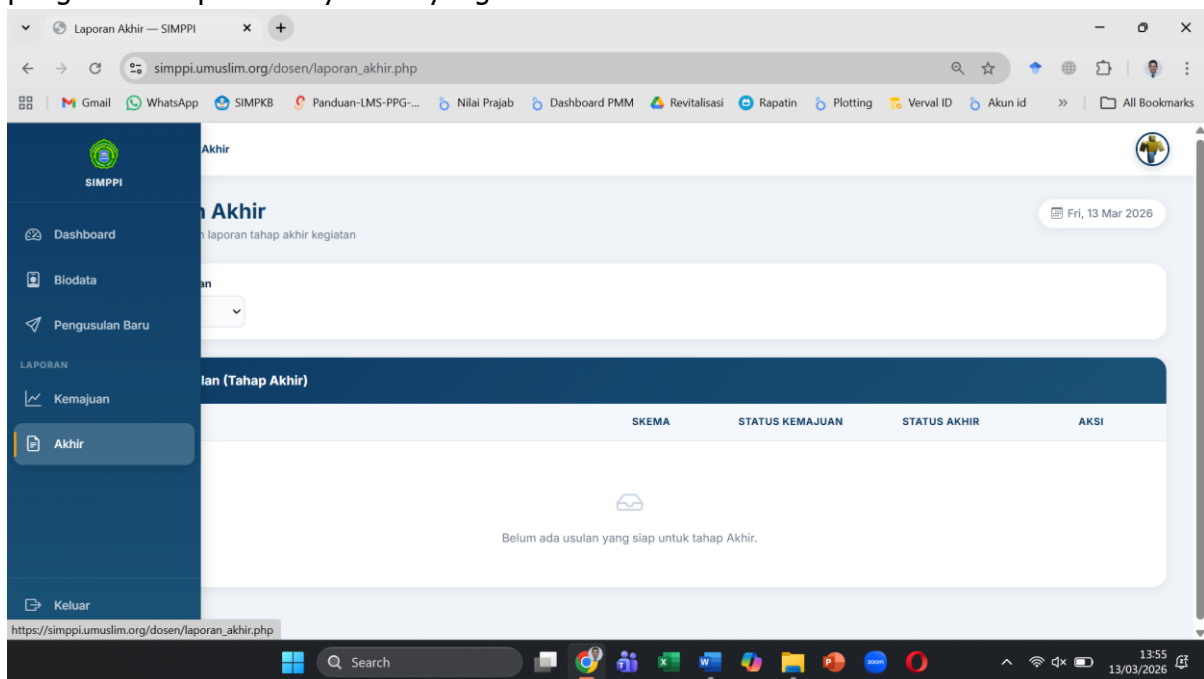 Laporan Akhir — SIMPPI
simppi.umuslim.org/dosen/laporan_akhir.php
Gmail WhatsApp SIMPKB Panduan-LMS-PPG-... Nilai Prajab Dashboard PMM Revitalisasi Rapatin Plotting Verval ID Akun id » All Bookmarks
SIMPPI
Akhir
Akhir
Fri, 13 Mar 2026
laporan tahap akhir kegiatan
Dashboard
Biodata
Pengusulan Baru
an
LAPORAN
Kemajuan
Akhir
lan (Tahap Akhir)
SKEMA STATUS KEMAJUAN STATUS AKHIR AKSI
Belum ada usulan yang siap untuk tahap Akhir.
Keluar
https://simppi.umuslim.org/dosen/laporan_akhir.php
Search
13:55
13/03/2026